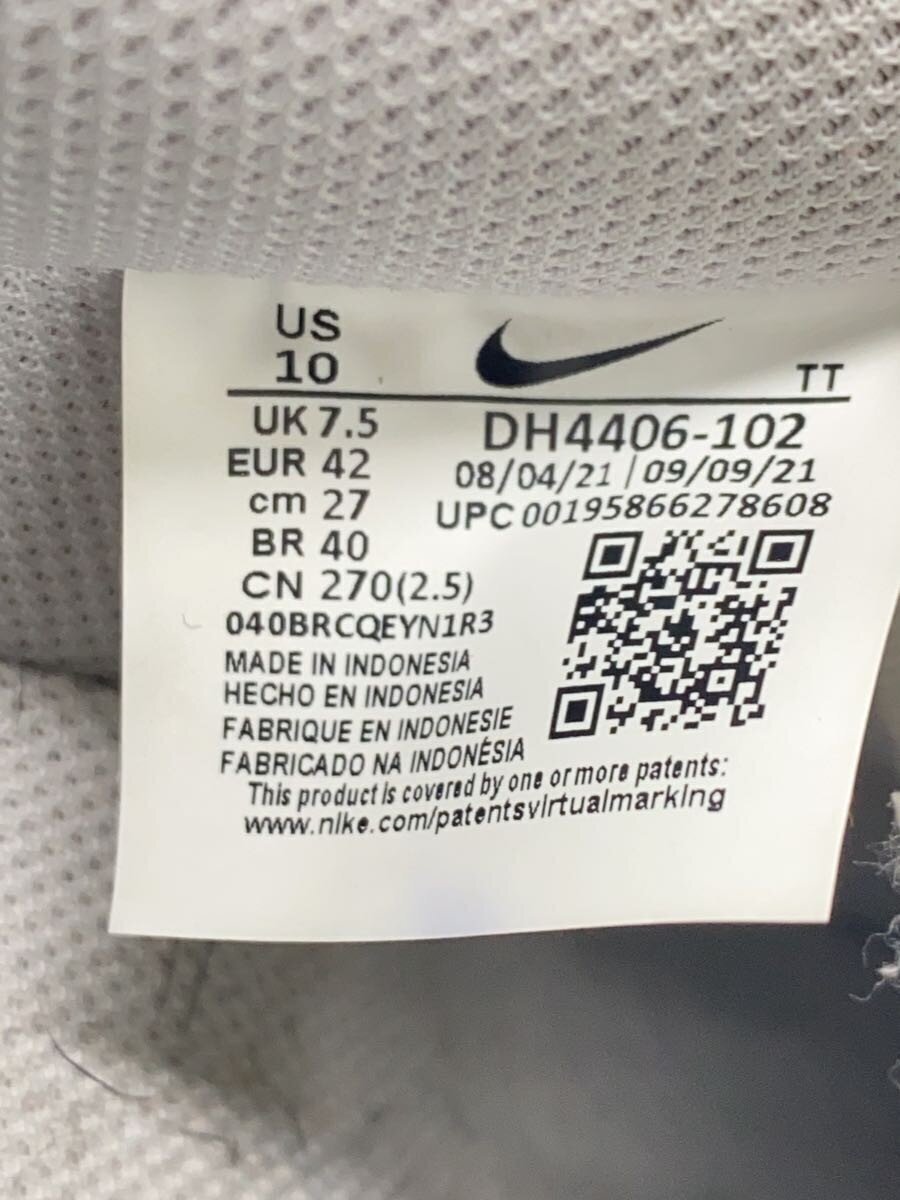 US
10
TT
UK 7.5
DH4406-102
EUR 42
08/04/21 | 09/09/21
cm 27
UPC 00195866278608
BR 40
CN 270(2.5)
040BRCQEYN1R3
MADE IN INDONESIA
HECHO EN INDONESIA
FABRIQUE EN INDONESIE
FABRICADO NA INDONÉSIA
This product is covered by one or more patents:
www.nike.com/patentsvirtualmarking